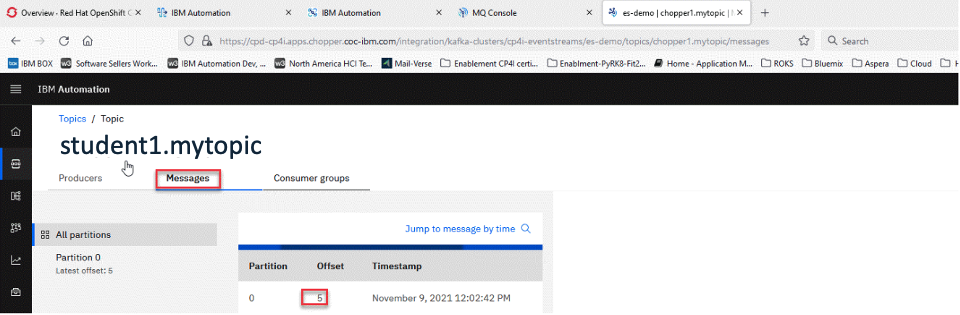 Overview · Red Hat OpenShift C
IBM Automation
IBM Automation
MQ Console
es-demo | chopper1.mytopic |
https://cpd-cp4i.apps.chopper.coc-ibm.com/integration/kafka-clusters/cp4i-eventstreams/es-demo/topics/chopper1.mytopic/messages
Search
IBM BOX
Software Sellers Work...
IBM Automation Dev, ...
North America HCI Te...
Mail-Verse
Enablement CP4I certi...
Enablment-PyRK8-Fit2...
Home - Application M...
ROKS
Bluemix
Aspera
Cloud
IBM Automation
Topics / Topic
student1.mytopic
Producers
Messages
Consumer groups
Jump to message by time
All partitions
Partition 0
Latest offset: 5
Partition Offset Timestamp
0 5 November 9, 2021 12:02:42 PM